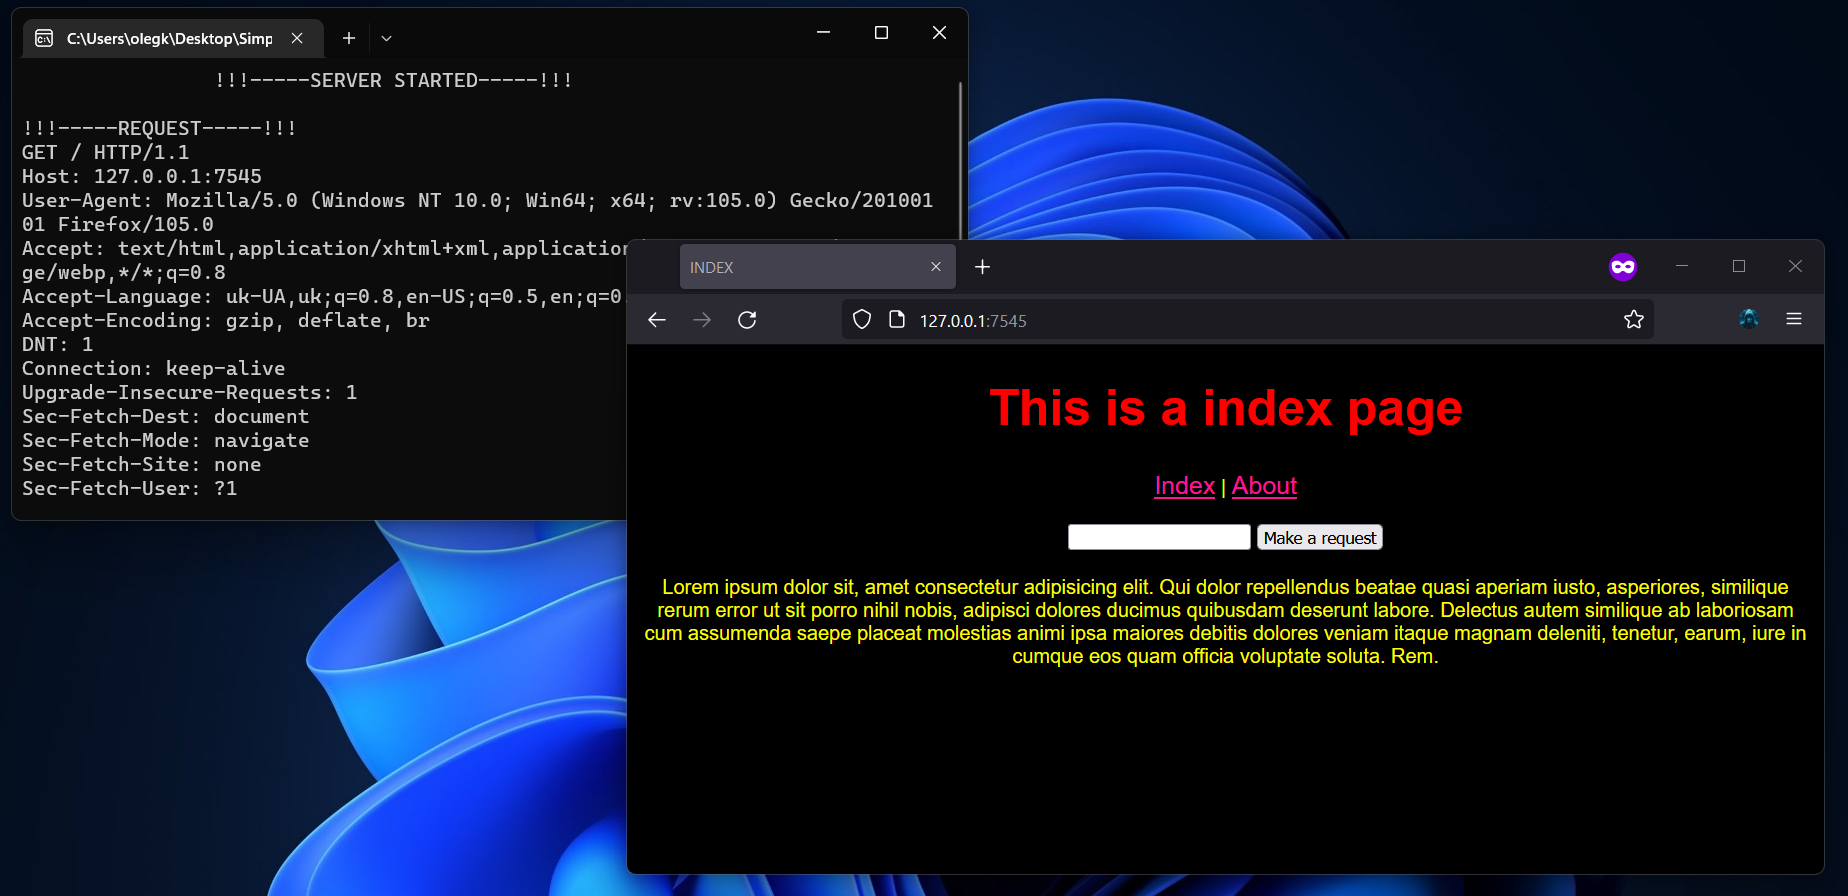 C:\Users\olegk\Desktop\Simp
!!!-----SERVER STARTED-----!!!
!!!-----REQUEST-----!!!
GET / HTTP/1.1
Host: 127.0.0.1:7545
User-Agent: Mozilla/5.0 (Windows NT 10.0; Win64; x64; rv:105.0) Gecko/201001
01 Firefox/105.0
Accept: text/html,application/xhtml+xml,application
ge/webp,*/*;q=0.8
Accept-Language: uk-UA,uk;q=0.8,en-US;q=0.5,en;q=0.
Accept-Encoding: gzip, deflate, br
DNT: 1
Connection: keep-alive
Upgrade-Insecure-Requests: 1
Sec-Fetch-Dest: document
Sec-Fetch-Mode: navigate
Sec-Fetch-Site: none
Sec-Fetch-User: ?1
INDEX
127.0.0.1:7545
This is a index page
Index | About
Make a request
Lorem ipsum dolor sit, amet consectetur adipisicing elit. Qui dolor repellendus beatae quasi aperiam iusto, asperiores, similique
rerum error ut sit porro nihil nobis, adipisci dolores ducimus quibusdam deserunt labore. Delectus autem similique ab laboriosam
cum assumenda saepe placeat molestias animi ipsa maiores debitis dolores veniam itaque magnam deleniti, tenetur, earum, iure in
cumque eos quam officia voluptate soluta. Rem.